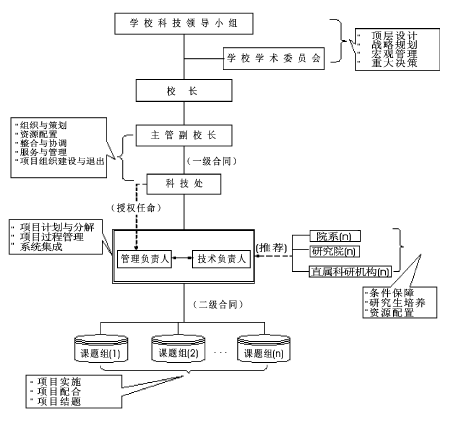 学校科技领导小组
学校学术委员会
- 顶层设计
- 战略规划
- 宏观管理
- 重大决策
校 长
主管副校长
(一级合同)
- 组织与策划
- 资源配置
- 整合与协调
- 服务与管理
- 项目组织建设与退出
科技处
(授权任命)
- 项目计划与分解
- 项目过程管理
- 系统集成
管理负责人
技术负责人
(推荐)
院系(n)
研究院(n)
直属科研机构(n)
- 条件保障
- 研究生培养
- 资源配置
(二级合同)
课题组(1)
课题组(2)
···
课题组(n)
- 项目实施
- 项目配合
- 项目结题